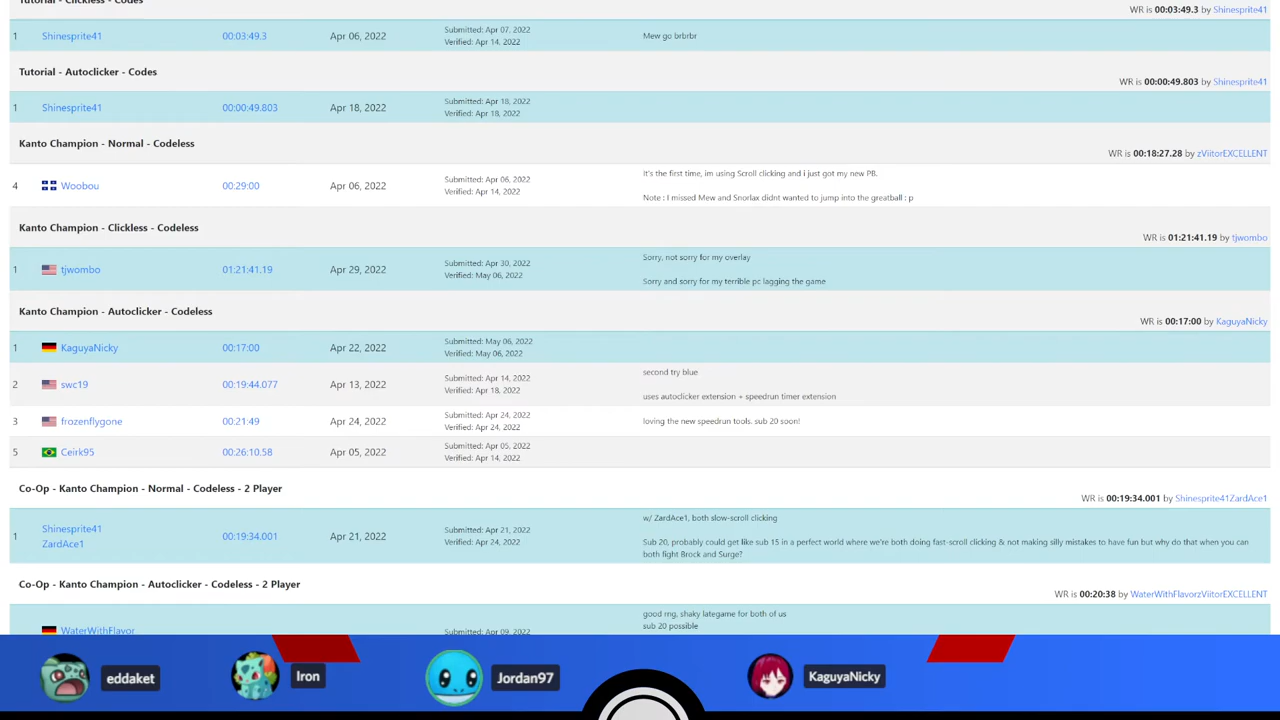 Tutorial - Clickless - Codes
WR is 00:03:49.3 by Shinesprite41
1 Shinesprite41 00:03:49.3 Apr 06, 2022 Submitted: Apr 07, 2022 Mew go brbrbr
Verified: Apr 14, 2022
Tutorial - Autoclicker - Codes
WR is 00:00:49.803 by Shinesprite41
1 Shinesprite41 00:00:49.803 Apr 18, 2022 Submitted: Apr 18, 2022
Verified: Apr 18, 2022
Kanto Champion - Normal - Codeless
WR is 00:18:27.28 by zViitorEXCELLENT
4 Woobou 00:29:00 Apr 06, 2022 Submitted: Apr 06, 2022 It's the first time, im using Scroll clicking and i just got my new PB.
Verified: Apr 14, 2022 Note : I missed Mew and Snorlax didnt wanted to jump into the greatball : p
Kanto Champion - Clickless - Codeless
WR is 01:21:41.19 by tjwombo
1 tjwombo 01:21:41.19 Apr 29, 2022 Submitted: Apr 30, 2022 Sorry, not sorry for my overlay
Verified: May 06, 2022 Sorry and sorry for my terrible pc lagging the game
Kanto Champion - Autoclicker - Codeless
WR is 00:17:00 by KaguyaNicky
1 KaguyaNicky 00:17:00 Apr 22, 2022 Submitted: May 06, 2022
Verified: May 06, 2022
2 swc19 00:19:44.077 Apr 13, 2022 Submitted: Apr 14, 2022 second try blue
Verified: Apr 18, 2022 uses autoclicker extension + speedrun timer extension
3 frozenflygone 00:21:49 Apr 24, 2022 Submitted: Apr 24, 2022 loving the new speedrun tools. sub 20 soon!
Verified: Apr 24, 2022
5 Ceirk95 00:26:10.58 Apr 05, 2022 Submitted: Apr 05, 2022
Verified: Apr 14, 2022
Co-Op - Kanto Champion - Normal - Codeless - 2 Player
WR is 00:19:34.001 by Shinesprite41ZardAce1
1 Shinesprite41 ZardAce1 00:19:34.001 Apr 21, 2022 Submitted: Apr 21, 2022 w/ ZardAce1, both slow-scroll clicking
Verified: Apr 24, 2022 Sub 20, probably could get like sub 15 in a perfect world where we're both doing fast-scroll clicking & not making silly mistakes to have fun but why do that when you can
both fight Brock and Surge?
Co-Op - Kanto Champion - Autoclicker - Codeless - 2 Player
WR is 00:20:38 by WaterWithFlavorzViitorEXCELLENT
good rng, shaky lategame for both of us
WaterWithFlavor Submitted: Apr 09, 2022 sub 20 possible
eddaket Iron Jordan97 KaguyaNicky